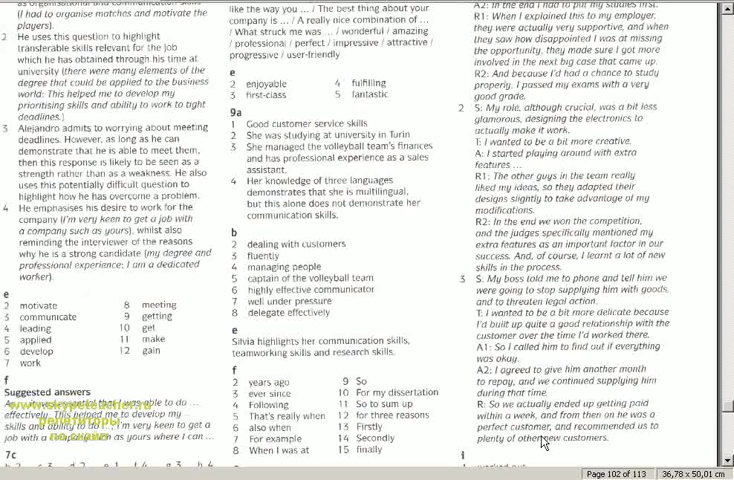 (I had to organise matches and motivate the
players).
2 He uses this question to highlight
transferable skills relevant for the job
which he has obtained through his time at
university (there were many elements of the
degree that could be applied to the business
world: This helped me to develop my
prioritising skills and ability to work to tight
deadlines.)
3 Alejandro admits to worrying about meeting
deadlines. However, as long as he can
demonstrate that he is able to meet them,
then this response is likely to be seen as a
strength rather than as a weakness. He also
uses this potentially difficult question to
highlight how he has overcome a problem.
4 He emphasises his desire to work for the
company (I'm very keen to get a job with
a company such as yours), whilst also
reminding the interviewer of the reasons
why he is a strong candidate (my degree and
professional experience; I am a dedicated
worker).
e
2 motivate 8 meeting
3 communicate 9 getting
4 leading 10 get
5 applied 11 make
6 develop 12 gain
7 work
f
Suggested answers
was able to do ...
effectively. This helped me to develop my
skills and ability to I'm very keen to get a
job with a company such as yours where I can ...
www.skypeteacher.ru
репетиторы
по скайп
7c
like the way you ... / The best thing about your
company is ... / A really nice combination of ...
/ What struck me was ... / wonderful / amazing
/ professional / perfect / impressive / attractive /
progressive / user-friendly
e
2 enjoyable 4 fulfilling
3 first-class 5 fantastic
9a
1 Good customer service skills
2 She was studying at university in Turin
3 She managed the volleyball team's finances
and has professional experience as a sales
assistant.
4 Her knowledge of three languages
demonstrates that she is multilingual,
but this alone does not demonstrate her
communication skills.
b
2 dealing with customers
3 fluently
4 managing people
5 captain of the volleyball team
6 highly effective communicator
7 well under pressure
8 delegate effectively
e
Silvia highlights her communication skills,
teamworking skills and research skills.
f
2 years ago 9 So
3 ever since 10 For my dissertation
4 Following 11 So to sum up
5 That's really when 12 for three reasons
6 also when 13 Firstly
7 For example 14 Secondly
8 When I was at 15 finally
A2: In the end I had to put my studies first.
R1: When I explained this to my employer,
they were actually very supportive, and when
they saw how disappointed I was at missing
the opportunity, they made sure I got more
involved in the next big case that came up.
R2: And because I'd had a chance to study
properly, I passed my exams with a very
good grade.
2 S: My role, although crucial, was a bit less
glamorous, designing the electronics to
actually make it work.
T: I wanted to be a bit more creative.
A: I started playing around with extra
features ...
R1: The other guys in the team really
liked my ideas, so they adapted their
designs slightly to take advantage of my
modifications.
R2: In the end we won the competition,
and the judges specifically mentioned my
extra features as an important factor in our
success. And, of course, I learnt a lot of new
skills in the process.
3 S: My boss told me to phone and tell him we
were going to stop supplying him with goods,
and to threaten legal action.
T: I wanted to be a bit more delicate because
I'd built up quite a good relationship with the
customer over the time I'd worked there.
A1: So I called him to find out if everything
was okay.
A2: I agreed to give him another month
to repay, and we continued supplying him
during that time.
R: So we actually ended up getting paid
within a week, and from then on he was a
perfect customer, and recommended us to
plenty of other new customers.
Page 102 of 113 36,78 x 50,01 cm